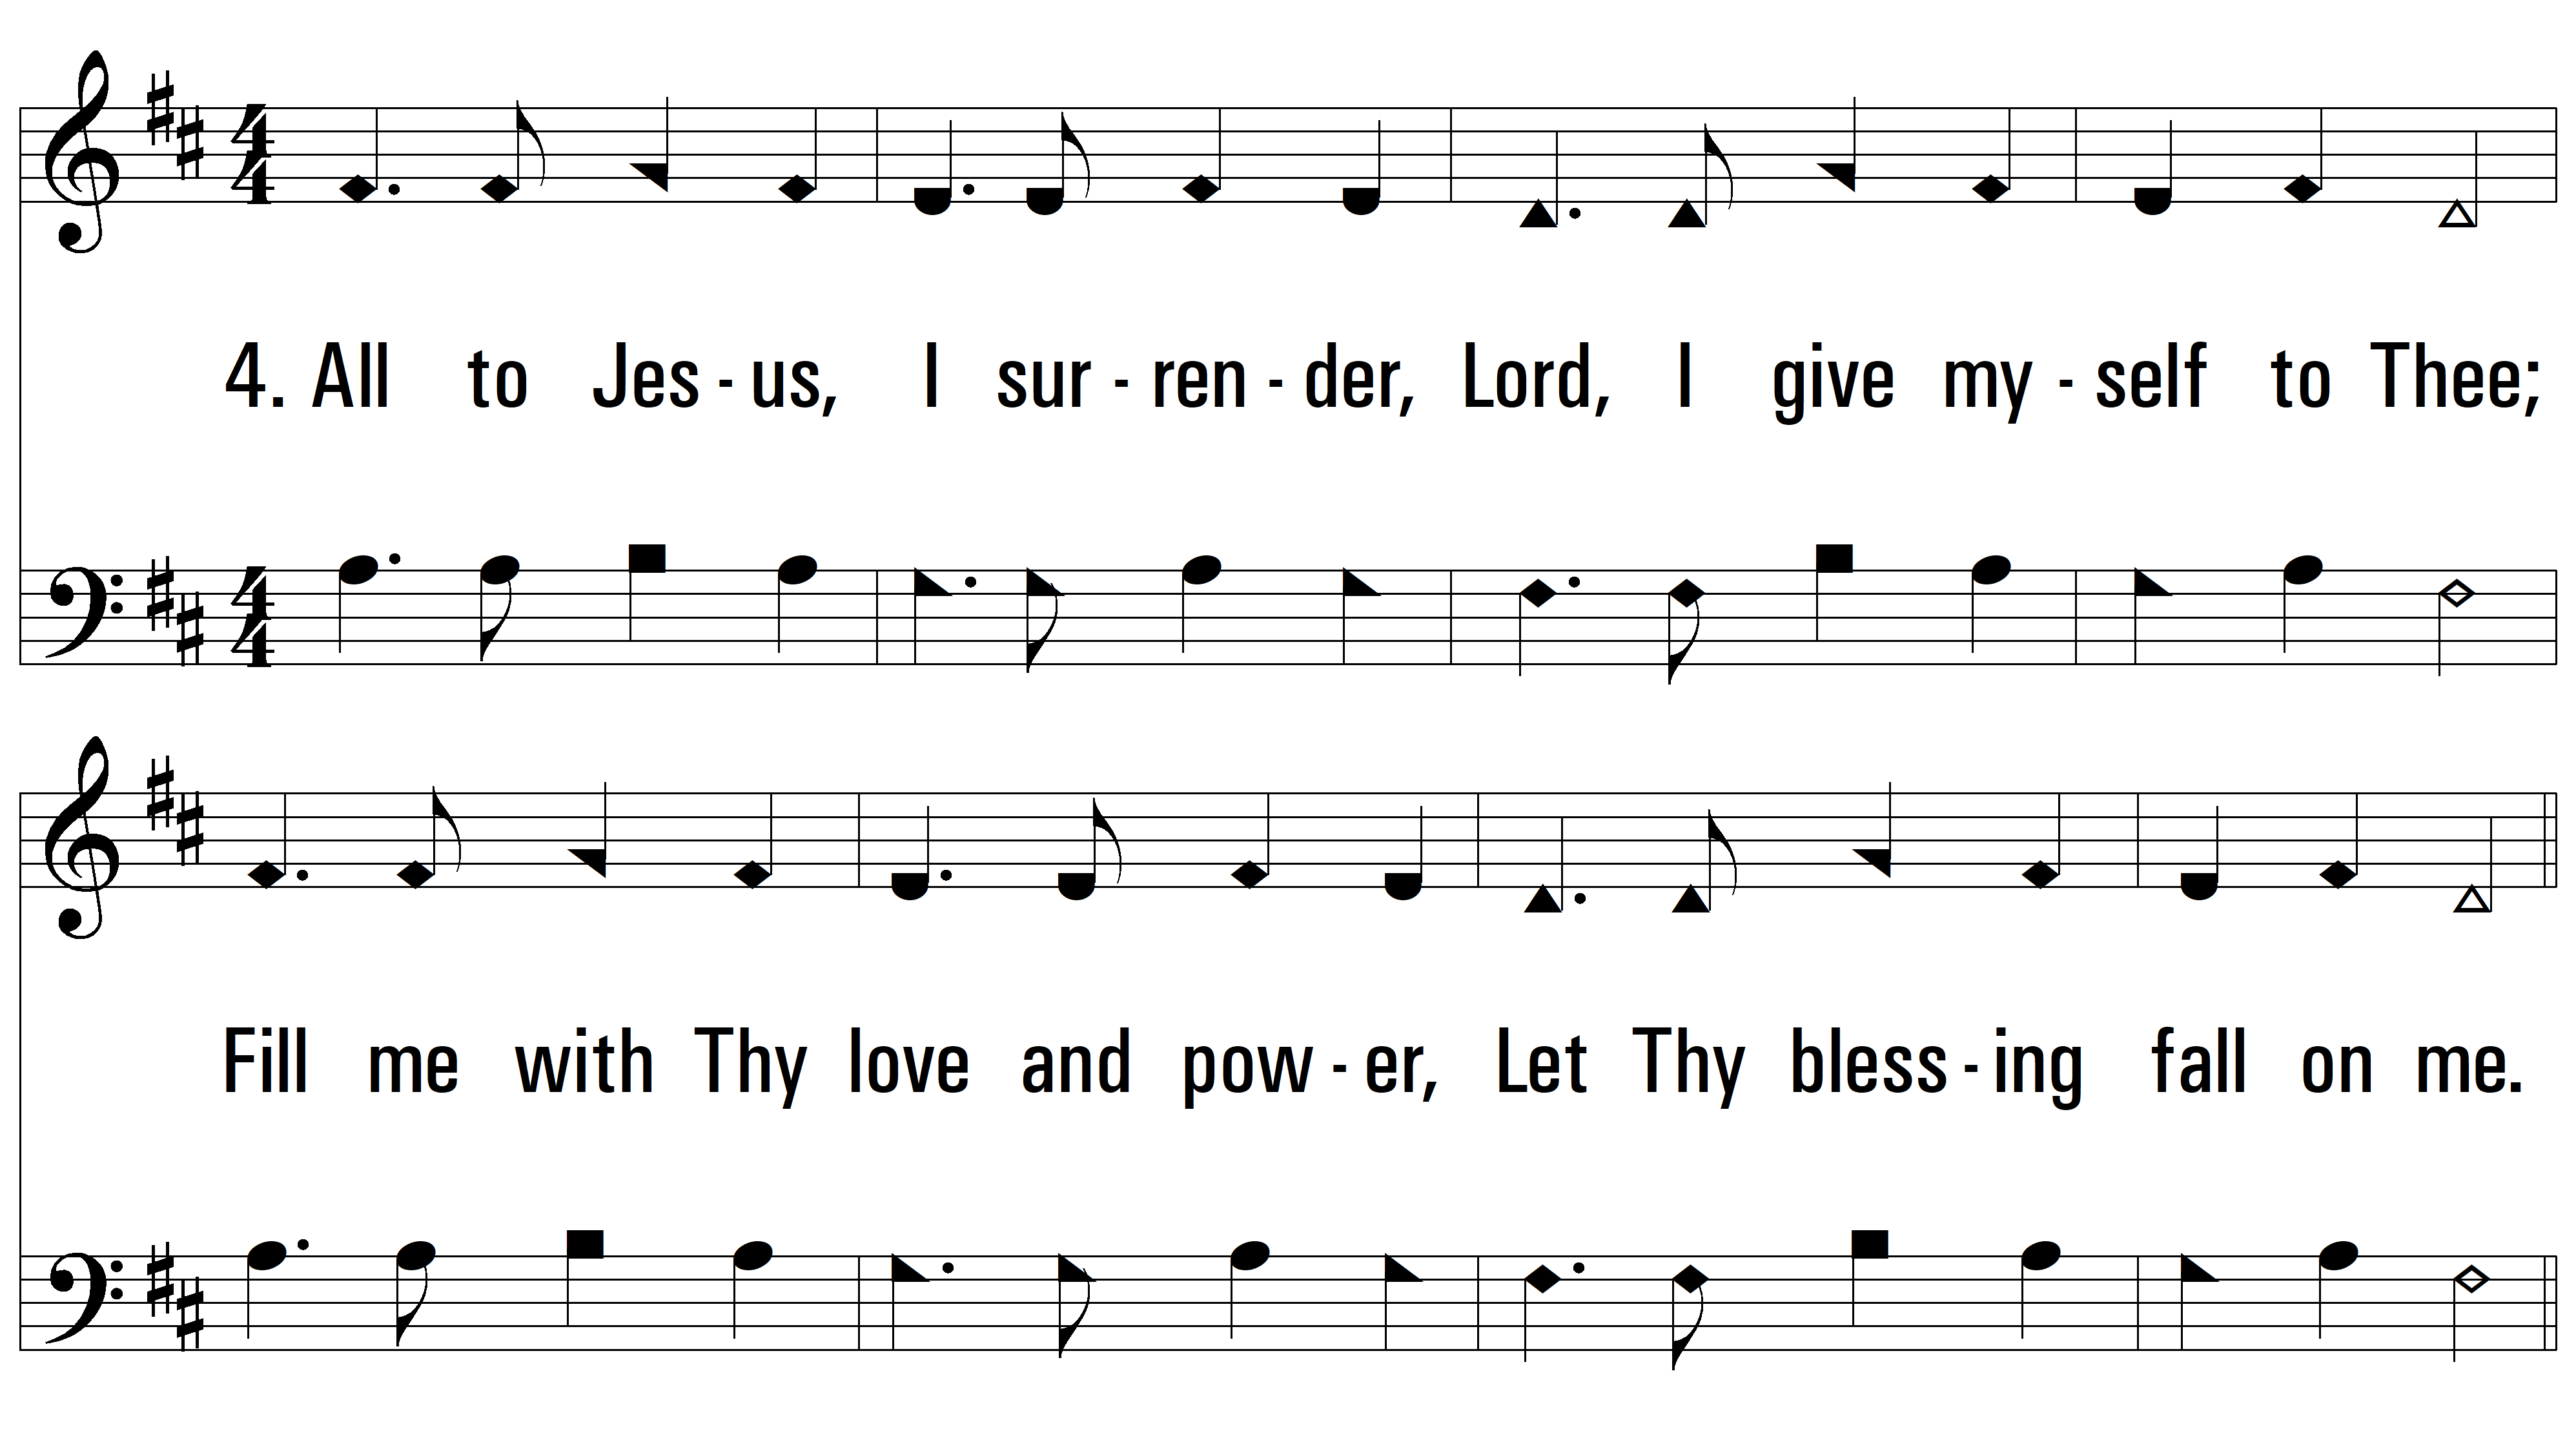 4. All to Jes - us, I sur - ren - der, Lord, I give my - self to Thee;
Fill me with Thy love and pow - er, Let Thy bless - ing fall on me.